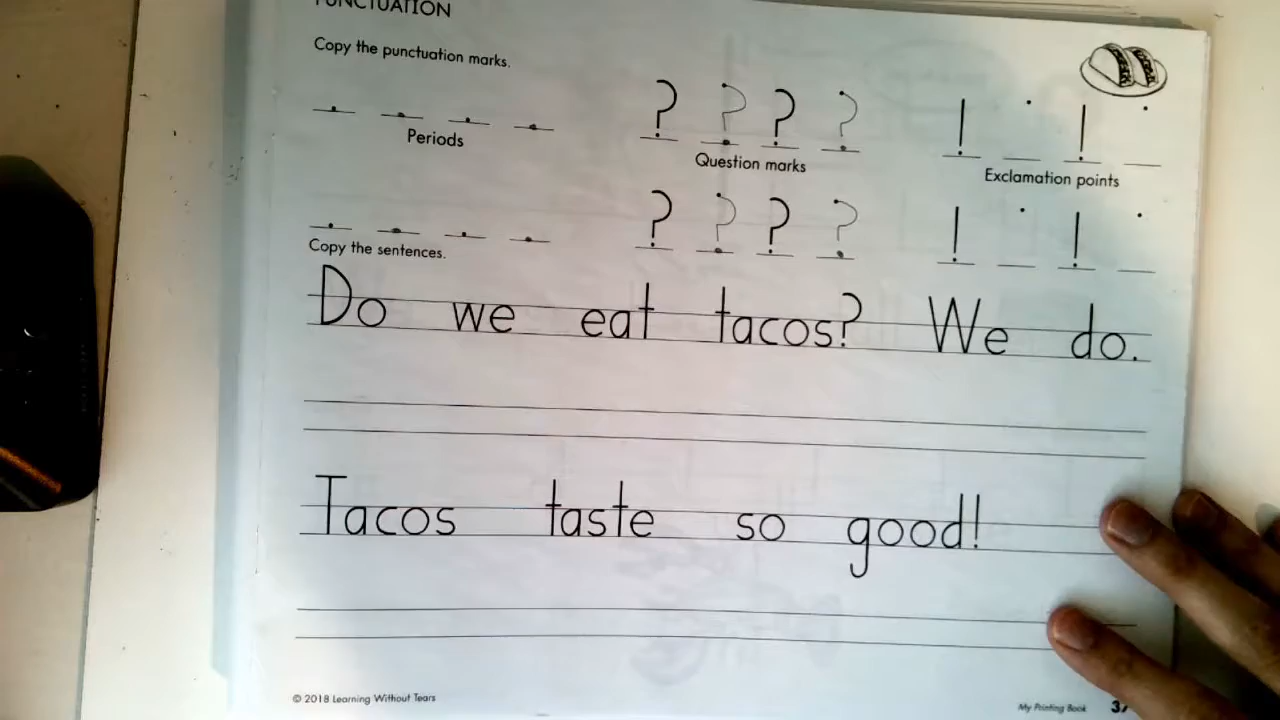 PUNCTUATION
Copy the punctuation marks.
. . . . ? ? ? ? ! . ! .
Periods Question marks Exclamation points
. . . . ? ? ? ? ! . ! .
Copy the sentences.
Do we eat tacos? We do.
Tacos taste so good!
© 2018 Learning Without Tears
My Printing Book